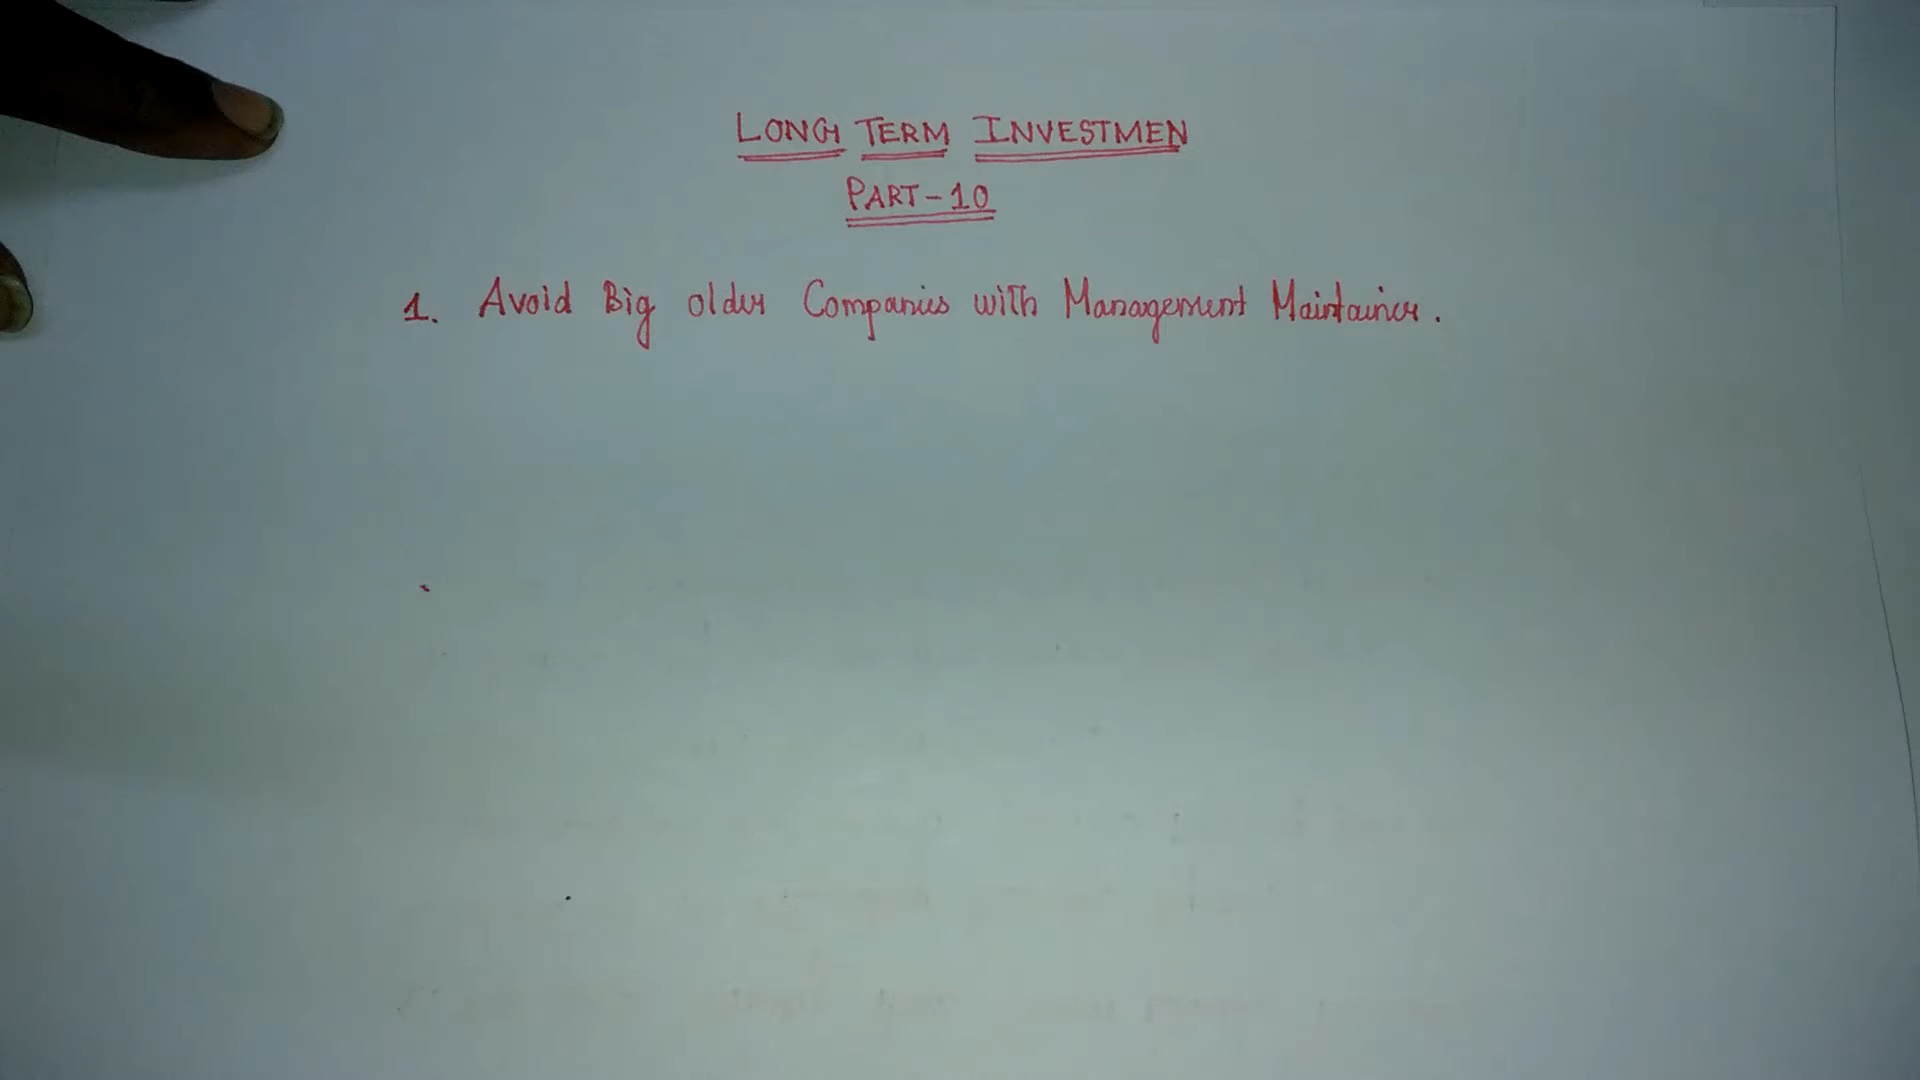 LONG TERM INVESTMEN
PART-10
1. Avoid Big older Companies with Management Maintainer.